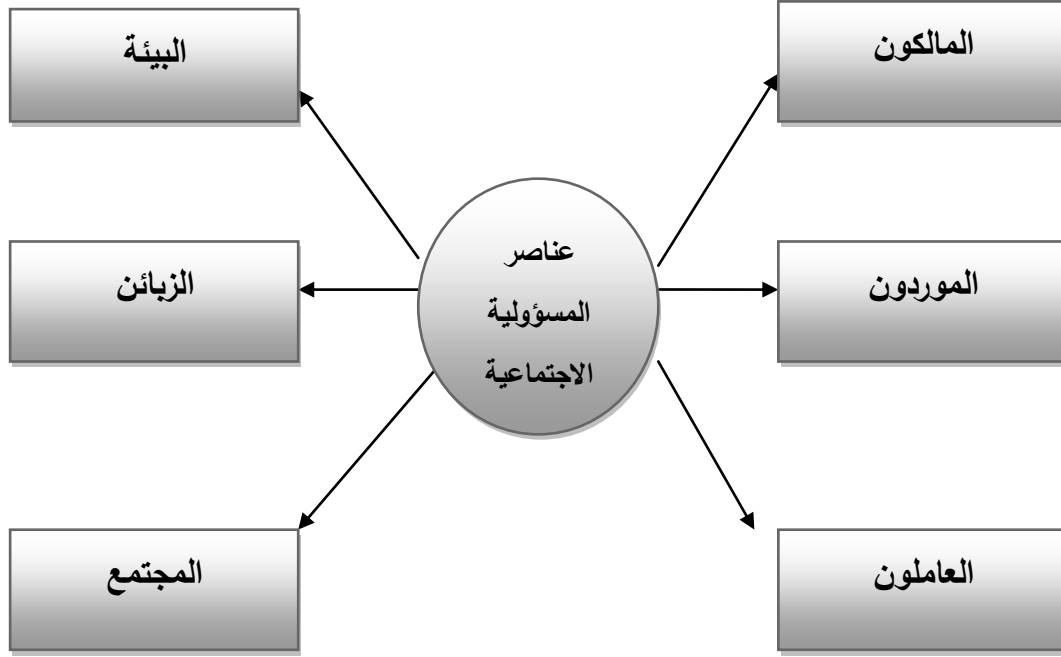 المالكون
البيئة
عناصر
المسؤولية
الاجتماعية
الموردون
الزبائن
العاملون
المجتمع